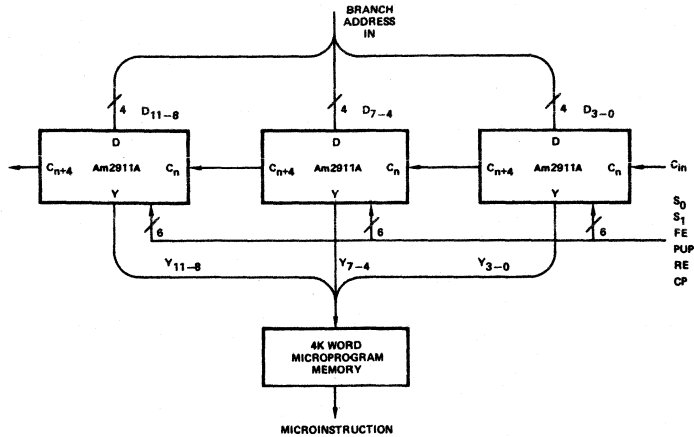 BRANCH
ADDRESS
IN
4 D11–8 4 D7–4 4 D3–0
D D D
Cn+4 Am2911A Cn Cn+4 Am2911A Cn Cn+4 Am2911A Cn Cin
Y Y Y
S0
S1
6 6 6 FE
PUP
Y11–8 Y7–4 Y3–0 RE
CP
4K WORD
MICROPROGRAM
MEMORY
MICROINSTRUCTION